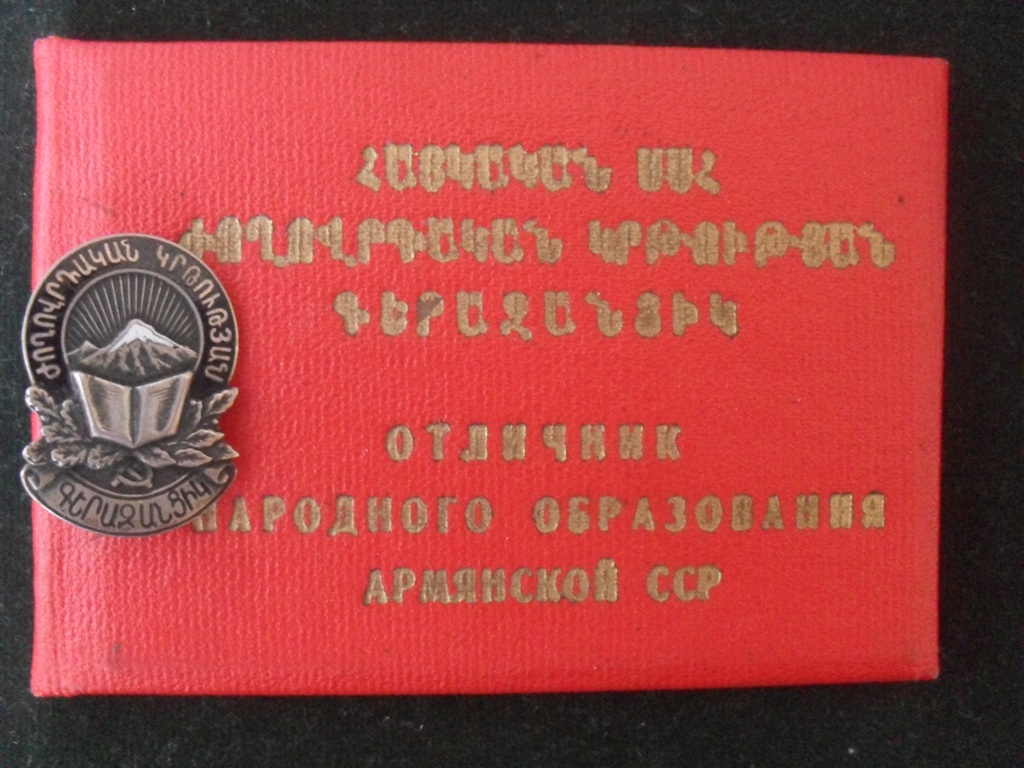 ՀԱՅԿԱԿԱՆ ՍՍՀ
ԺՈՂՈՎՐԴԱԿԱՆ ԿՐԹՈՒԹՅԱՆ
ԳԵՐԱԶԱՆՑԻԿ
ОТЛИЧНИК
НАРОДНОГО ОБРАЗОВАНИЯ
АРМЯНСКОЙ ССР
ԺՈՂՈՎՐԴԱԿԱՆ ԿՐԹՈՒԹՅԱՆ
ԳԵՐԱԶԱՆՑԻԿ